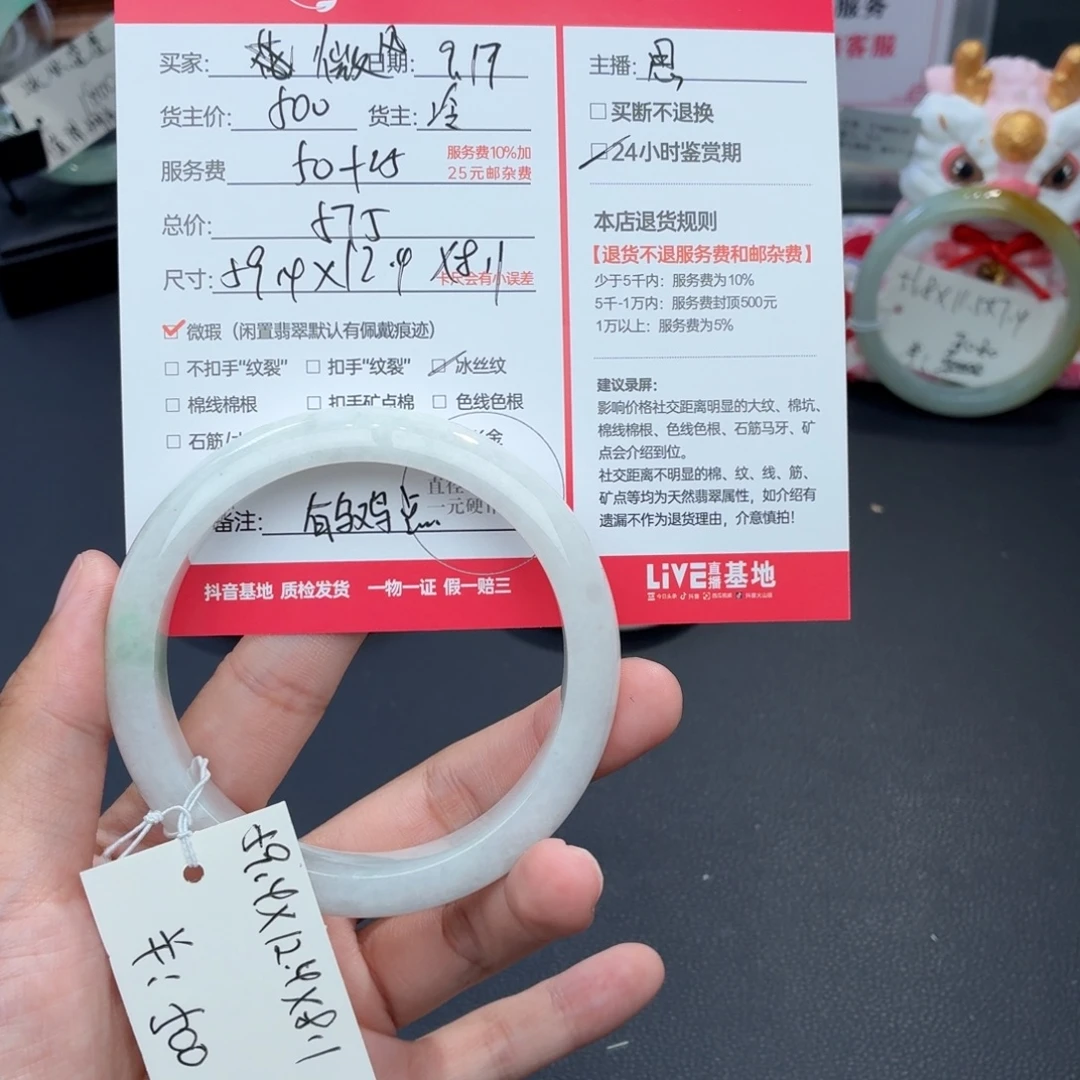 买家: 微 日期: 9.17
货主价: 500 货主: 冷
服务费 50+25 服务费10%加
25元邮杂费
总价: 575
尺寸: 59.4×12.4×8.1 卡尺会有小误差
微瑕（闲置翡翠默认有佩戴痕迹）
不扣手“纹裂” 扣手“纹裂” 冰丝纹
棉线棉根 扣手矿点棉 色线色根
石筋
直径
一元硬
备注: 有乌鸡点
抖音基地 质检发货 一物一证 假一赔三
主播: 思
买断不退换
24小时鉴赏期
本店退货规则
【退货不退服务费和邮杂费】
少于5千内：服务费为10%
5千-1万内：服务费封顶500元
1万以上：服务费为5%
建议录屏：
影响价格社交距离明显的大纹、棉坑、
棉线棉根、色线色根、石筋马牙、矿
点会介绍到位。
社交距离不明显的棉、纹、线、筋、
矿点等均为天然翡翠属性，如介绍有
遗漏不作为退货理由，介意慎拍！
LiVE直播基地
59.4×12.4×8.1
500
服务
客服